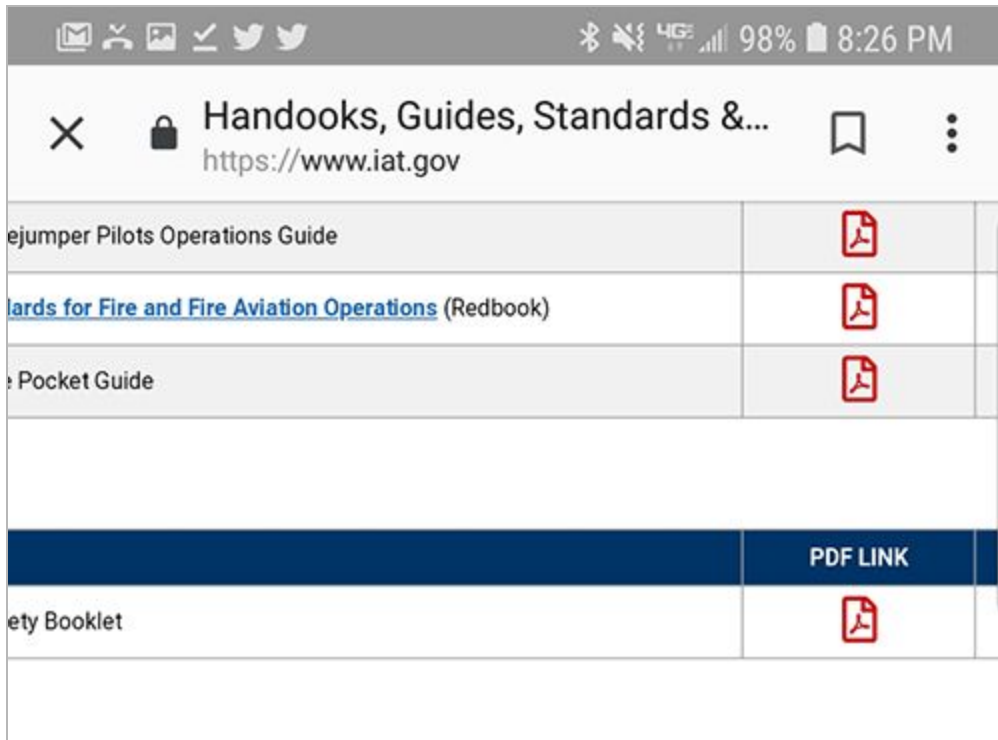 4GE 98% 8:26 PM
Handooks, Guides, Standards &...
https://www.iat.gov
ejumper Pilots Operations Guide
lards for Fire and Fire Aviation Operations (Redbook)
Pocket Guide
PDF LINK
ety Booklet